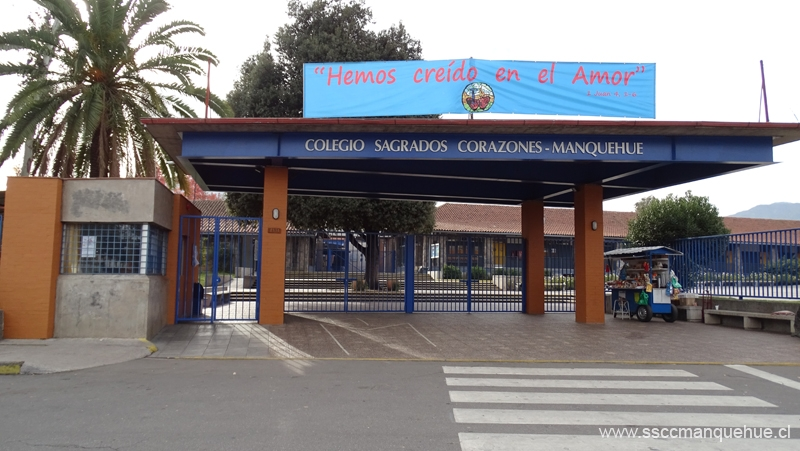 “Hemos creído en el Amor”
COLEGIO SAGRADOS CORAZONES - MANQUEHUE
www.ssccmanquehue.cl